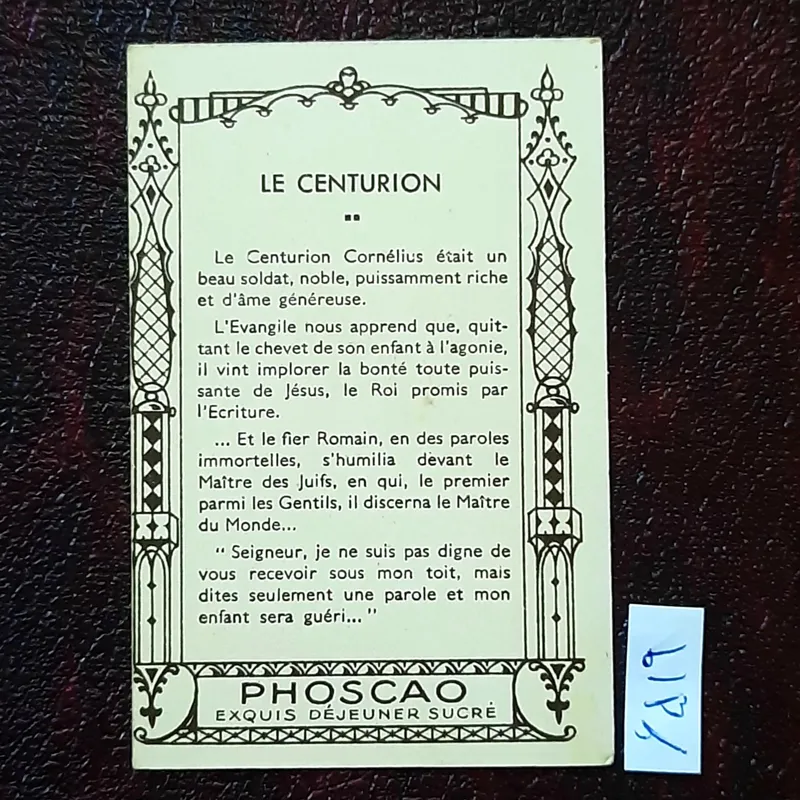 LE CENTURION
Le Centurion Cornélius était un
beau soldat, noble, puissamment riche
et d'âme généreuse.
L'Evangile nous apprend que, quit-
tant le chevet de son enfant à l'agonie,
il vint implorer la bonté toute puis-
sante de Jésus, le Roi promis par
l'Ecriture.
... Et le fier Romain, en des paroles
immortelles, s'humilia devant le
Maître des Juifs, en qui, le premier
parmi les Gentils, il discerna le Maître
du Monde...
" Seigneur, je ne suis pas digne de
vous recevoir sous mon toit, mais
dites seulement une parole et mon
enfant sera guéri... "
PHOSCAO
EXQUIS DÉJEUNER SUCRÉ